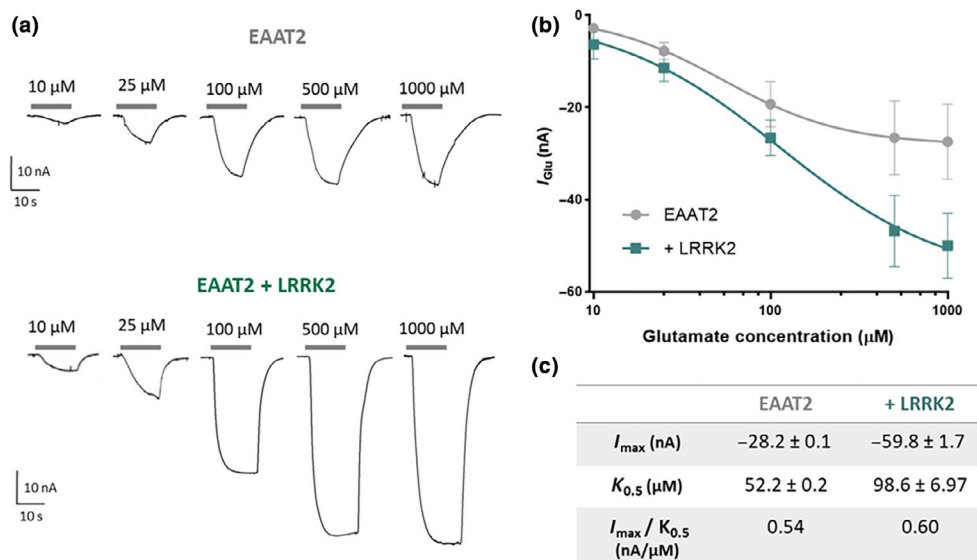 (a)
EAAT2
10 µM 25 µM 100 µM 500 µM 1000 µM
10 nA
10 s
EAAT2 + LRRK2
10 µM 25 µM 100 µM 500 µM 1000 µM
10 nA
10 s
(b)
0
−20
−40
−60
I Glu (nA)
EAAT2
+ LRRK2
10 100 1000
Glutamate concentration (µM)
(c)
EAAT2 + LRRK2
Imax (nA) −28.2 ± 0.1 −59.8 ± 1.7
K0.5 (µM) 52.2 ± 0.2 98.6 ± 6.97
Imax / K0.5 0.54 0.60
(nA/µM)